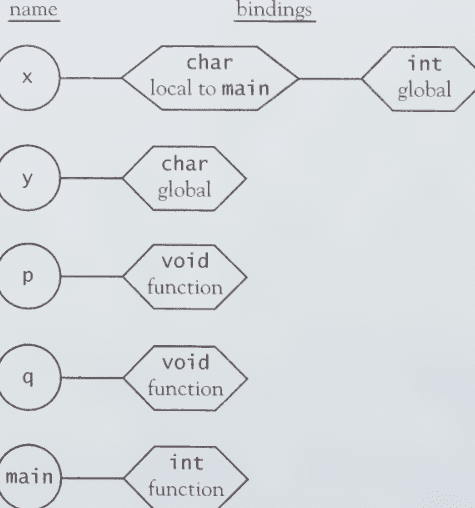 name bindings
x char int
local to main global
y char
global
p void
function
q void
function
main int
function